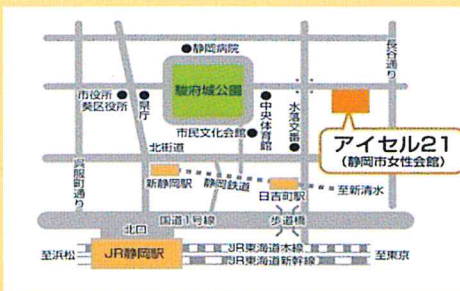 静岡病院
長谷通り
駿府城公園
市役所
葵区役所
県庁
中央体育館
水落交番
アイセル21
(静岡市女性会館)
市民文化会館
北街道
呉服町通り
新静岡駅
静岡鉄道
日吉町駅
至新清水
国道1号線
歩道橋
北口
至浜松
JR静岡駅
JR東海道本線
JR東海道新幹線
至東京